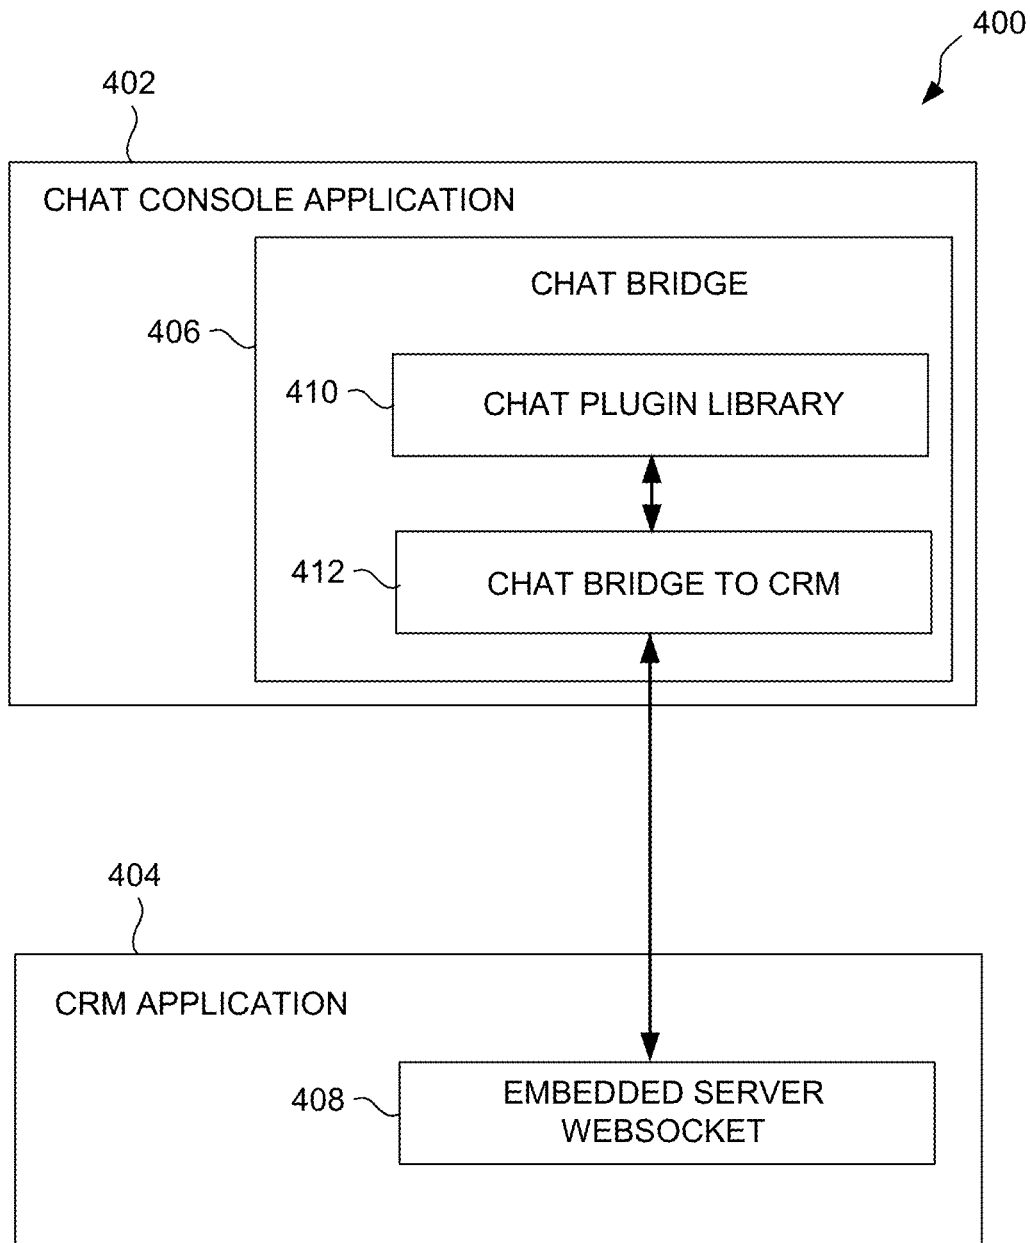 400
402
CHAT CONSOLE APPLICATION
CHAT BRIDGE
406
410
CHAT PLUGIN LIBRARY
412
CHAT BRIDGE TO CRM
404
CRM APPLICATION
408
EMBEDDED SERVER
WEBSOCKET